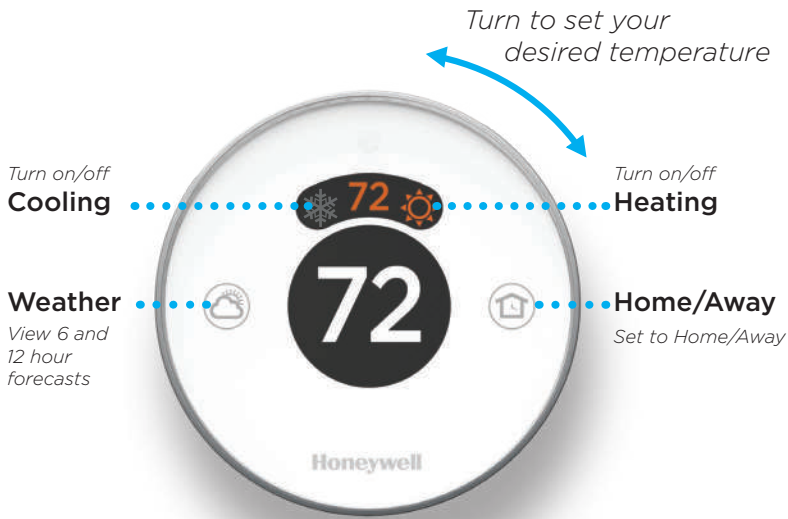 Turn to set your
desired temperature
Turn on/off
Cooling
72
Turn on/off
Heating
72
Weather
View 6 and
12 hour
forecasts
Home/Away
Set to Home/Away
Honeywell